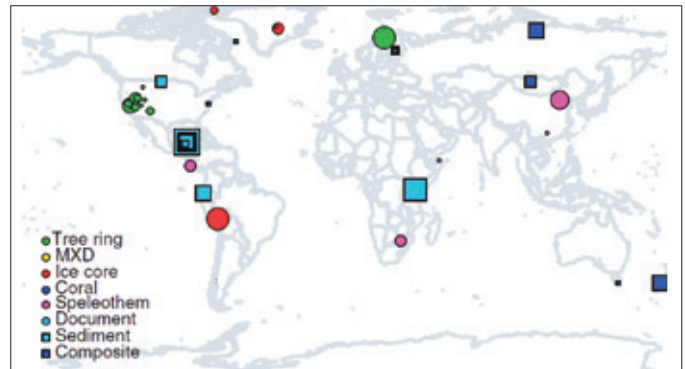 Tree ring
MXD
Ice core
Coral
Speleothem
Document
Sediment
Composite